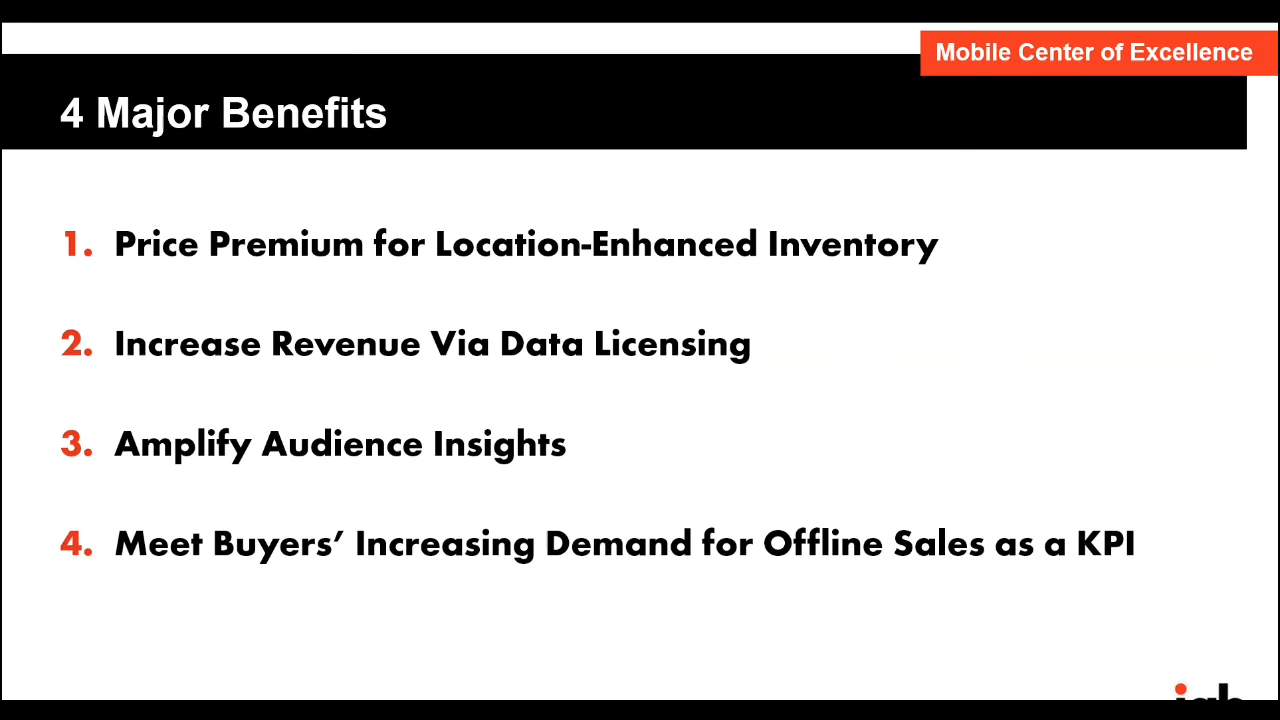 Mobile Center of Excellence
4 Major Benefits
1. Price Premium for Location-Enhanced Inventory
2. Increase Revenue Via Data Licensing
3. Amplify Audience Insights
4. Meet Buyers’ Increasing Demand for Offline Sales as a KPI